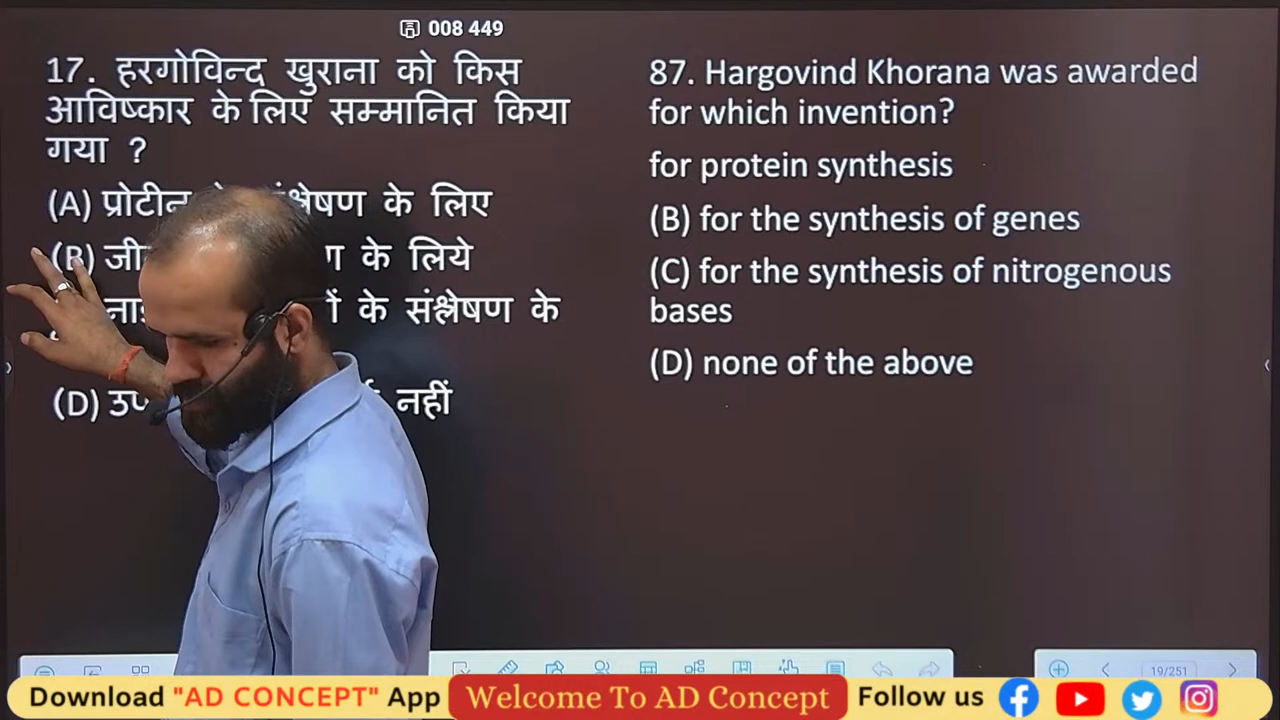 008 449
17. हरगोविन्द खुराना को किस
आविष्कार के लिए सम्मानित किया
गया ?
(A) प्रोटीन संश्लेषण के लिए
(B) के लिये
के संश्लेषण के
(D) नहीं
87. Hargovind Khorana was awarded
for which invention?
for protein synthesis
(B) for the synthesis of genes
(C) for the synthesis of nitrogenous
bases
(D) none of the above
19/251
Download "AD CONCEPT" App
Welcome To AD Concept
Follow us